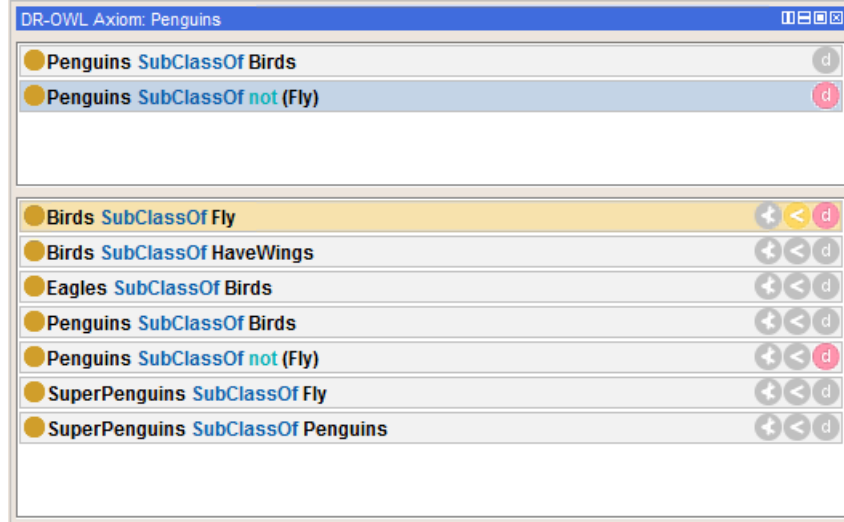 DR-OWL Axiom: Penguins
Penguins SubClassOf Birds d
Penguins SubClassOf not (Fly) d
Birds SubClassOf Fly < d
Birds SubClassOf HaveWings < d
Eagles SubClassOf Birds < d
Penguins SubClassOf Birds < d
Penguins SubClassOf not (Fly) < d
SuperPenguins SubClassOf Fly < d
SuperPenguins SubClassOf Penguins < d